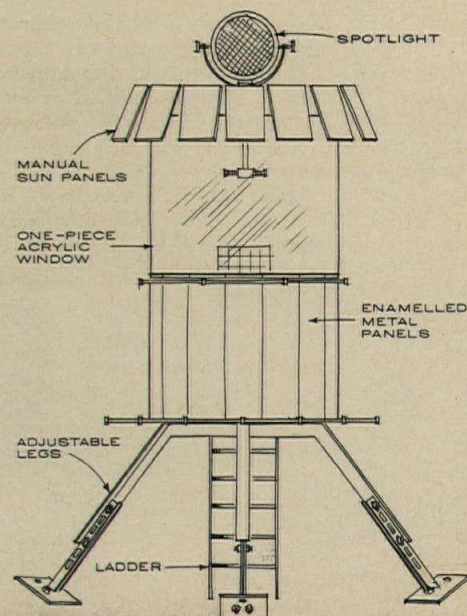 SPOTLIGHT
MANUAL
SUN PANELS
ONE-PIECE
ACRYLIC
WINDOW
ENAMELLED
METAL
PANELS
ADJUSTABLE
LEGS
LADDER